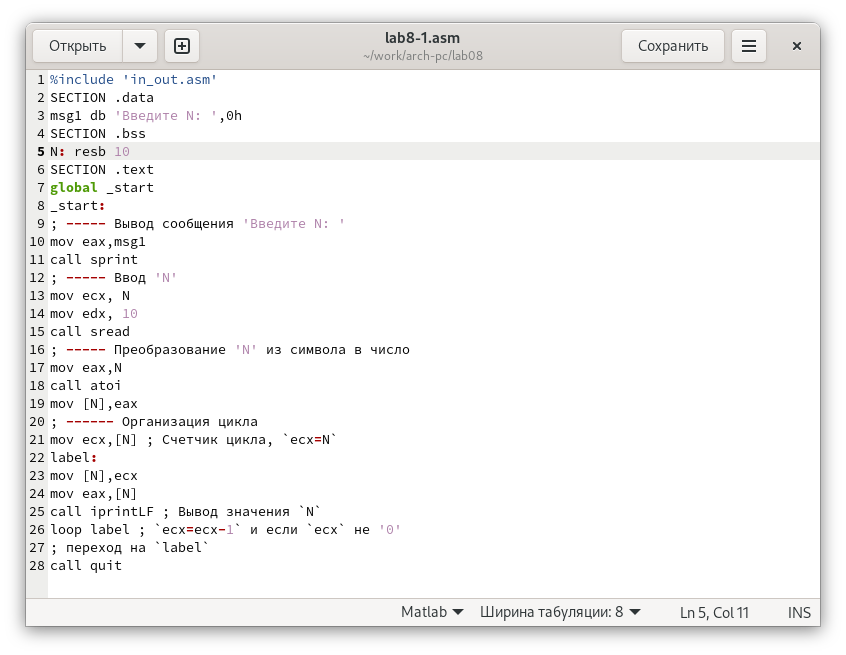 Открыть
lab8-1.asm
~/work/arch-pc/lab08
Сохранить
1 %include 'in_out.asm'
2 SECTION .data
3 msg1 db 'Введите N: ',0h
4 SECTION .bss
5 N: resb 10
6 SECTION .text
7 global _start
8 _start:
9 ; ----- Вывод сообщения 'Введите N: '
10 mov eax,msg1
11 call sprint
12 ; ----- Ввод 'N'
13 mov ecx, N
14 mov edx, 10
15 call sread
16 ; ----- Преобразование 'N' из символа в число
17 mov eax,N
18 call atoi
19 mov [N],eax
20 ; ------ Организация цикла
21 mov ecx,[N] ; Счетчик цикла, `ecx=N`
22 label:
23 mov [N],ecx
24 mov eax,[N]
25 call iprintLF ; Вывод значения `N`
26 loop label ; `ecx=ecx-1` и если `ecx` не '0'
27 ; переход на `label`
28 call quit
Matlab Ширина табуляции: 8 Ln 5, Col 11 INS